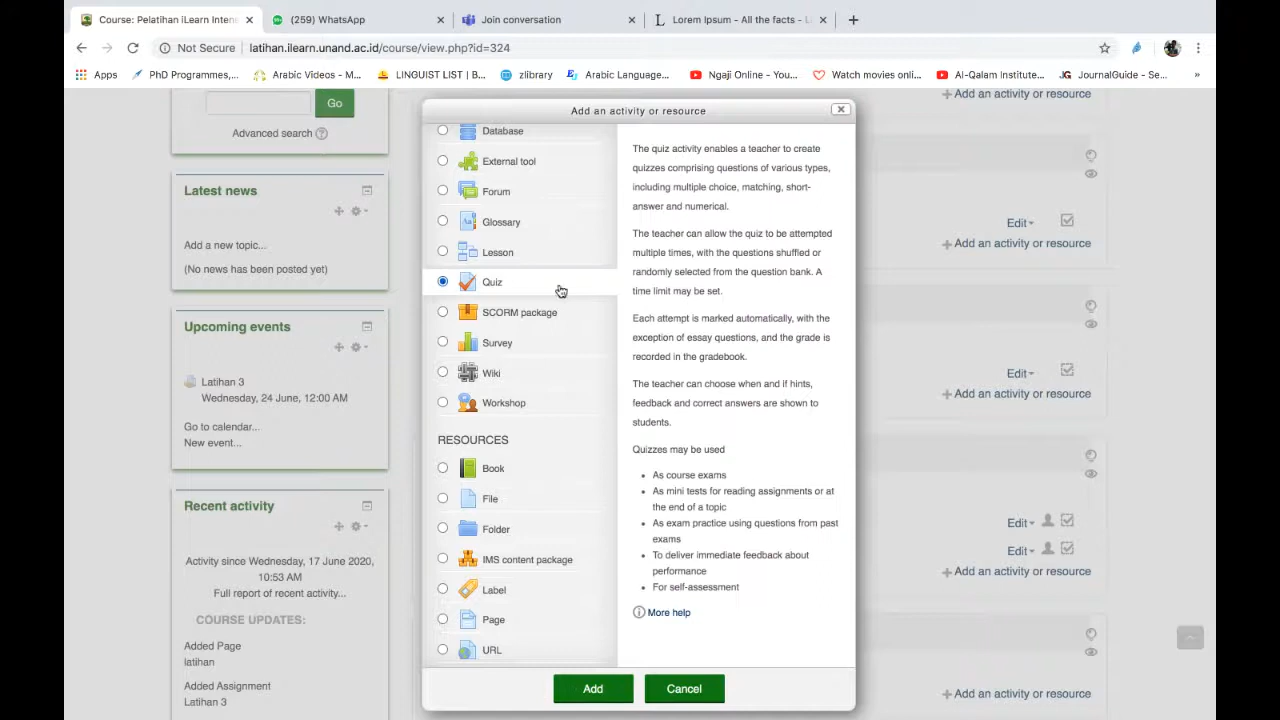 Course: Pelatihan iLearn Intens
(259) WhatsApp
Join conversation
Lorem Ipsum - All the facts - L
Not Secure
latihan.ilearn.unand.ac.id/course/view.php?id=324
Apps
PhD Programmes,...
Arabic Videos - M...
LINGUIST LIST | B...
zlibrary
Arabic Language...
Ngaji Online - You...
Watch movies onli...
Al-Qalam Institute...
JG
JournalGuide - Se...
»
Go
Advanced search
Latest news
Add a new topic...
(No news has been posted yet)
Upcoming events
Latihan 3
Wednesday, 24 June, 12:00 AM
Go to calendar...
New event...
Recent activity
Activity since Wednesday, 17 June 2020,
10:53 AM
Full report of recent activity...
COURSE UPDATES:
Added Page
latihan
Added Assignment
Latihan 3
Add an activity or resource
Database
External tool
Forum
Glossary
Lesson
Quiz
SCORM package
Survey
Wiki
Workshop
RESOURCES
Book
File
Folder
IMS content package
Label
Page
URL
The quiz activity enables a teacher to create
quizzes comprising questions of various types,
including multiple choice, matching, short-
answer and numerical.
The teacher can allow the quiz to be attempted
multiple times, with the questions shuffled or
randomly selected from the question bank. A
time limit may be set.
Each attempt is marked automatically, with the
exception of essay questions, and the grade is
recorded in the gradebook.
The teacher can choose when and if hints,
feedback and correct answers are shown to
students.
Quizzes may be used
• As course exams
• As mini tests for reading assignments or at
the end of a topic
• As exam practice using questions from past
exams
• To deliver immediate feedback about
performance
• For self-assessment
More help
Add
Cancel
Add an activity or resource
Edit
Add an activity or resource
Edit
Add an activity or resource
Edit
Edit
Add an activity or resource
Add an activity or resource